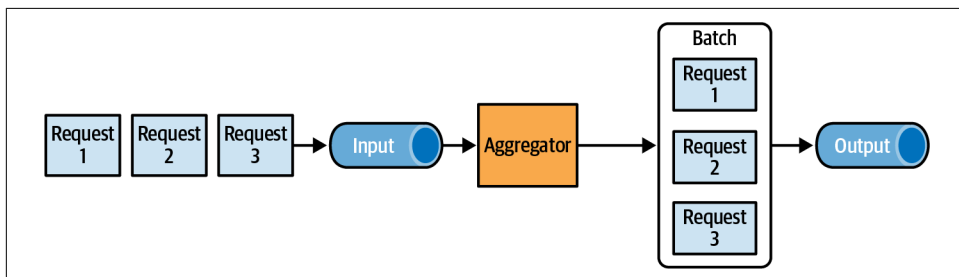 Request
1
Request
2
Request
3
Input
Aggregator
Batch
Request
1
Request
2
Request
3
Output